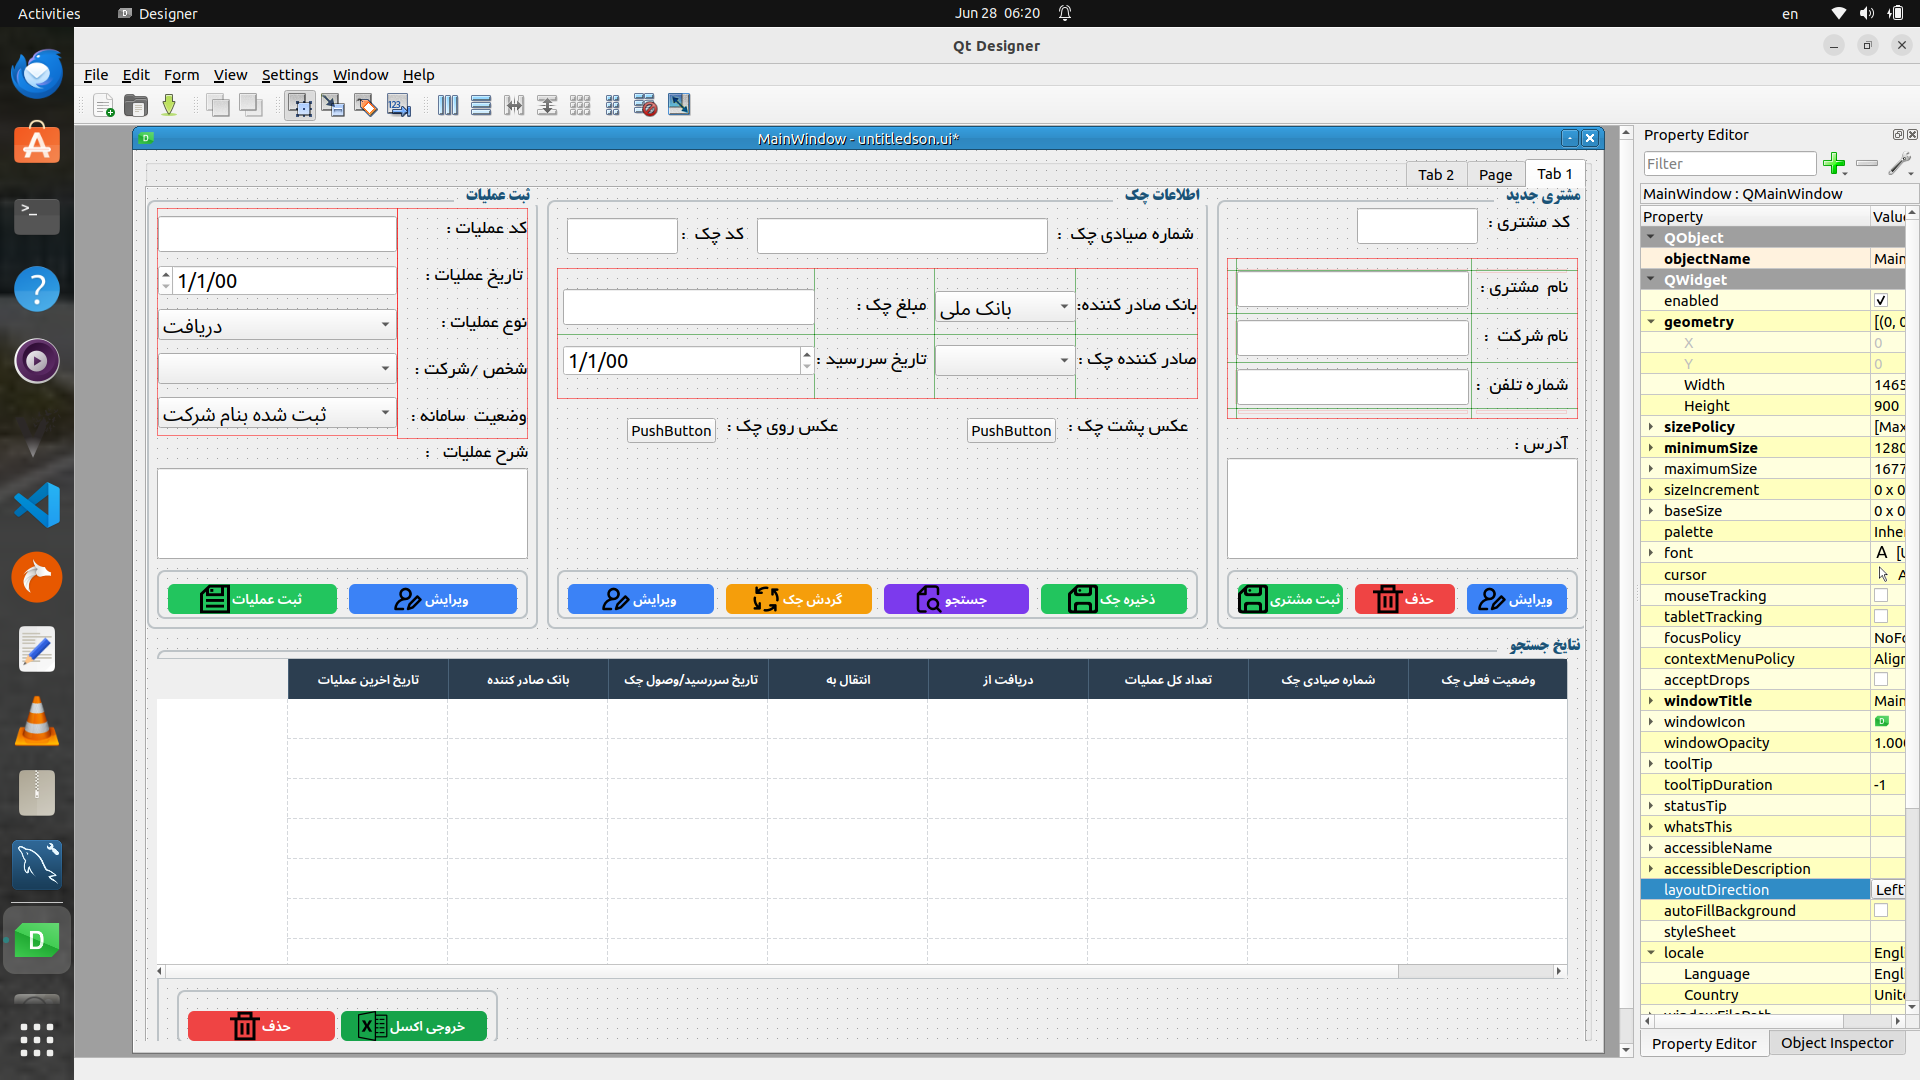 Activities
Designer
Jun 28 06:20
en
Qt Designer
File Edit Form View Settings Window Help
MainWindow - untitledson.ui*
Tab 2
Page
Tab 1
مشتری جدید
کد مشتری :
نام مشتری :
نام شرکت :
شماره تلفن :
آدرس :
ویرایش
حذف
ثبت مشتری
اطلاعات چک
شماره صیادی چک :
کد چک :
بانک صادر کننده:
بانک ملی
مبلغ چک :
صادر کننده چک :
تاریخ سررسید :
1/1/00
عکس پشت چک :
PushButton
عکس روی چک :
PushButton
ذخیره چک
جستجو
گردش چک
ویرایش
ثبت عملیات
کد عملیات :
تاریخ عملیات :
1/1/00
نوع عملیات :
دریافت
شخص /شرکت :
وضعیت سامانه :
ثبت شده بنام شرکت
شرح عملیات :
ویرایش
ثبت عملیات
نتایج جستجو
وضعیت فعلی چک
شماره صیادی چک
تعداد کل عملیات
دریافت از
انتقال به
تاریخ سررسید/وصول چک
بانک صادر کننده
تاریخ اخرین عملیات
خروجی اکسل
حذف
Property Editor
Filter
MainWindow : QMainWindow
Property
QObject
objectName Main
QWidget
enabled
geometry [(0, 0
X 0
Y 0
Width 1465
Height 900
sizePolicy
minimumSize 1280
maximumSize 1677
sizeIncrement 0 x 0
baseSize 0 x 0
palette Inher
font A
cursor
mouseTracking
tabletTracking
focusPolicy NoFo
contextMenuPolicy
acceptDrops
windowTitle Main
windowIcon
windowOpacity 1.000
toolTip
toolTipDuration -1
statusTip
whatsThis
accessibleName
accessibleDescription
layoutDirection Left
autoFillBackground
styleSheet
locale Engl
Language Engl
Country Unite
Property Editor
Object Inspector